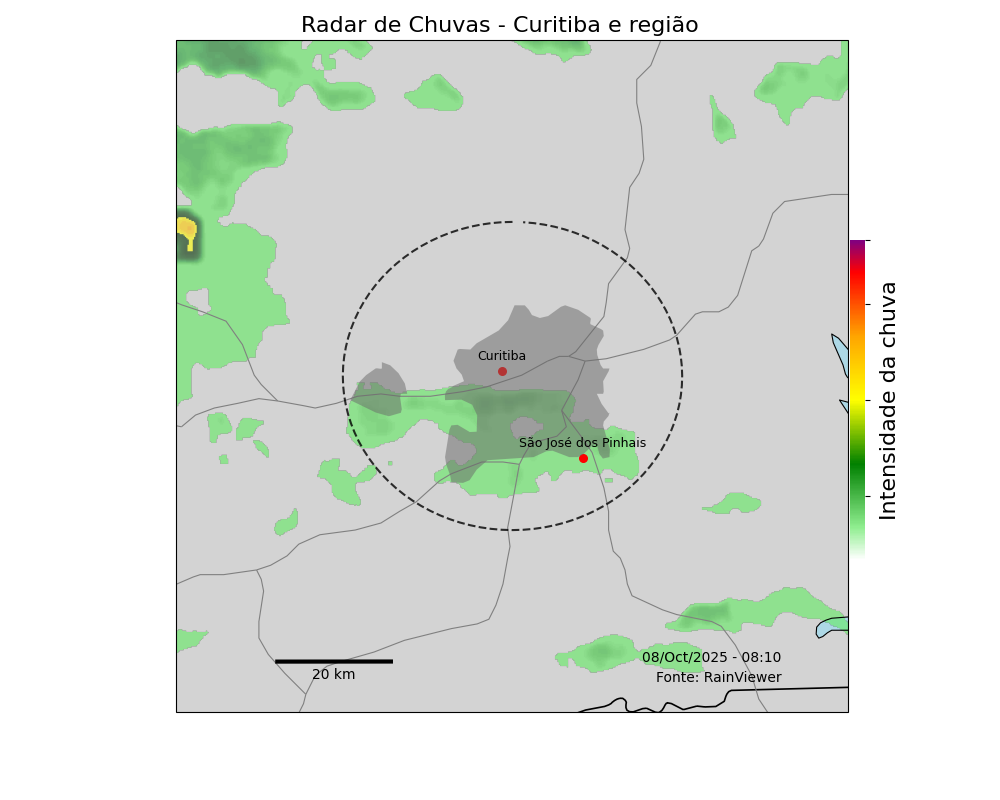 Radar de Chuvas - Curitiba e região
Curitiba
São José dos Pinhais
Intensidade da chuva
20 km
08/Oct/2025 - 08:10
Fonte: RainViewer